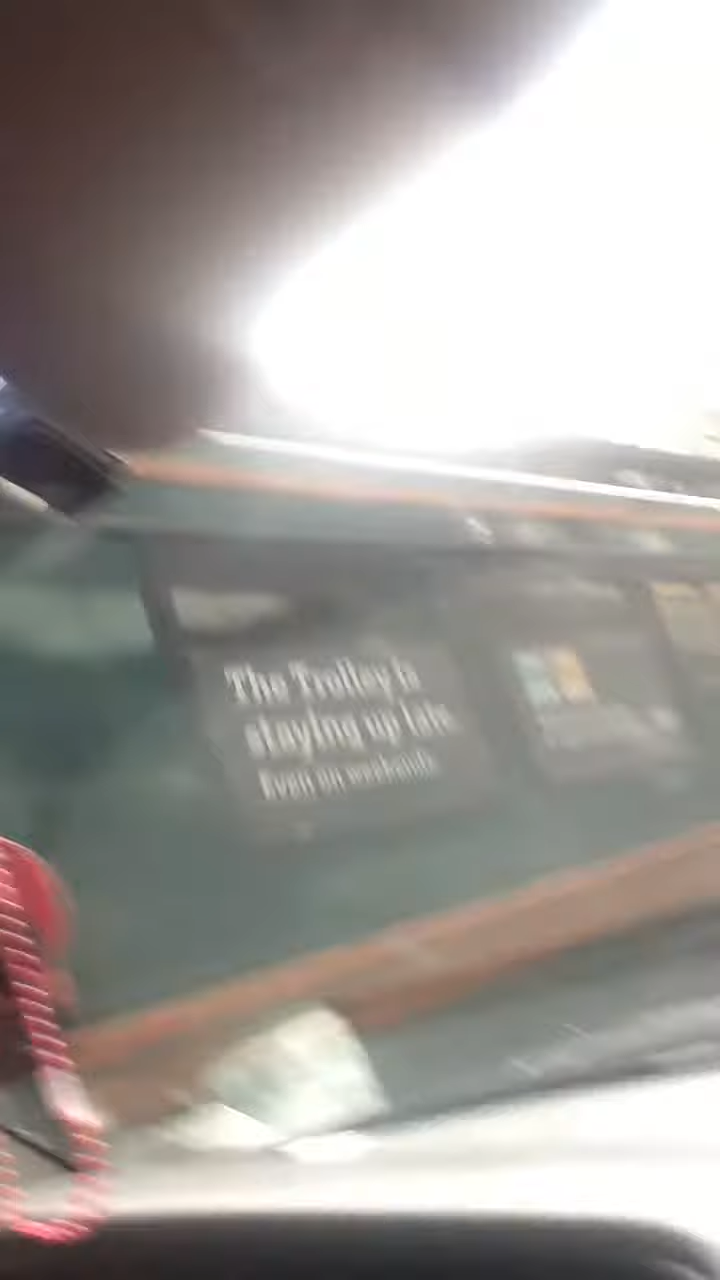 The Trolley is
staying up late.
Even on weekends.